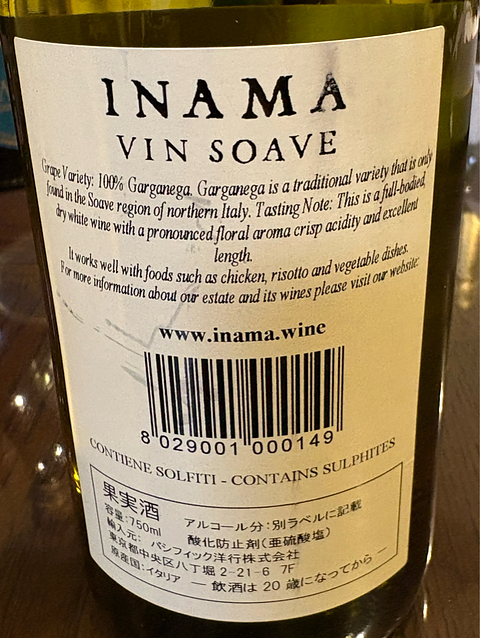 INAMA
VIN SOAVE
Grape Variety: 100% Garganega. Garganega is a traditional variety that is only
found in the Soave region of northern Italy. Tasting Note: This is a full-bodied,
dry white wine with a pronounced floral aroma crisp acidity and excellent
length.
It works well with foods such as chicken, risotto and vegetable dishes.
For more information about our estate and its wines please visit our website:
www.inama.wine
8 029001 000149
CONTIENE SOLFITI - CONTAINS SULPHITES
果実酒
容量:750ml アルコール分:別ラベルに記載
酸化防止剤(亜硫酸塩)
輸入元: パシフィック洋行株式会社
東京都中央区八丁堀 2-21-6 7F
原産国:イタリア
― 飲酒は 20 歳になってから ―